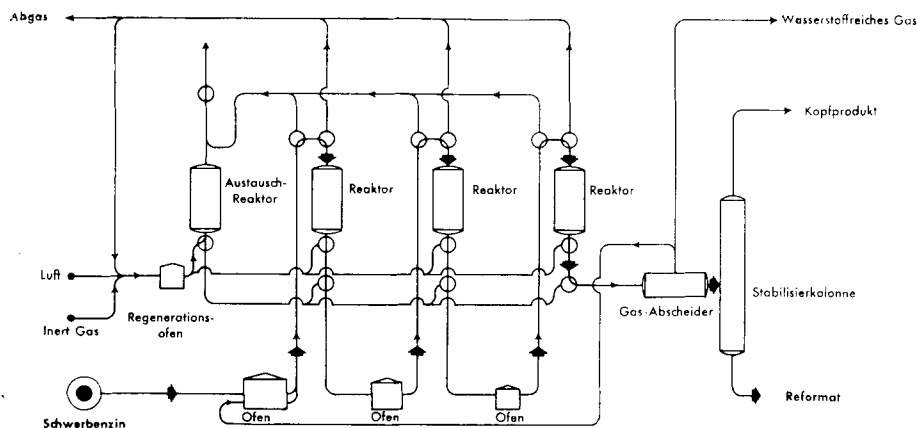 Abgas
Wasserstoffreiches Gas
Kopfprodukt
Austausch-
Reaktor
Reaktor
Reaktor
Reaktor
Luft
Inert Gas
Regenerations-
ofen
Gas-Abscheider
Stabilisierkolonne
Schwerbenzin
Ofen
Ofen
Ofen
Reformat